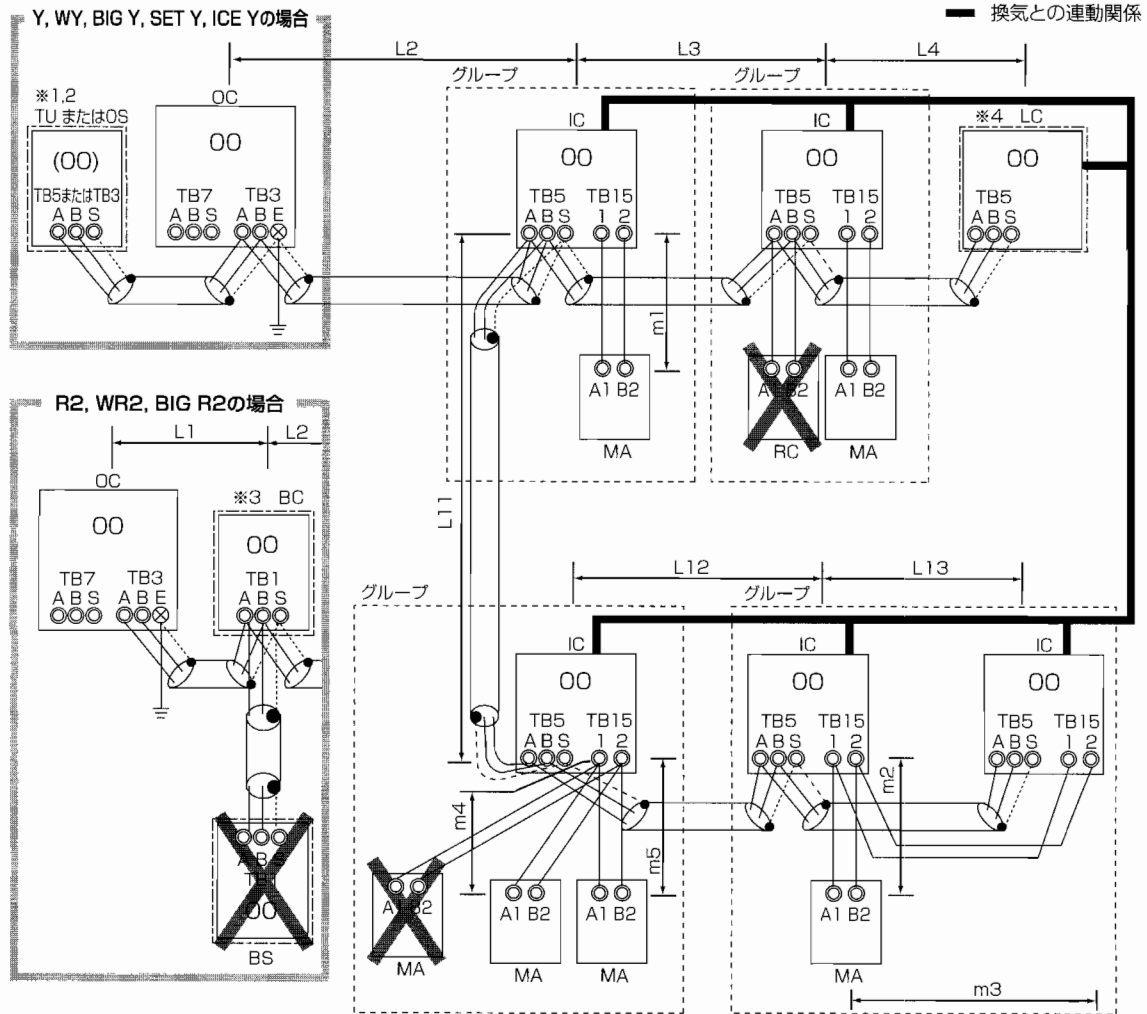 ━ 換気との連動関係
Y, WY, BIG Y, SET Y, ICE Yの場合
L2
L3
L4
グループ
グループ
※1,2
TU またはOS
OC
IC
IC
※4 LC
(00)
00
00
00
00
TB5またはTB3
TB7
TB3
TB5
TB15
TB5
TB15
TB5
A B S
A B S
A B E
A B S
1 2
A B S
1 2
A B S
m1
A1 B2
A1 B2
MA
RC
MA
R2, WR2, BIG R2の場合
L1
L2
OC
※3 BC
00
00
TB7
TB3
TB1
A B S
A B E
A B S
BS
L11
L12
L13
グループ
グループ
IC
IC
IC
00
00
00
TB5
TB15
TB5
TB15
TB5
TB15
A B S
1 2
A B S
1 2
A B S
1 2
m4
m5
m2
A1 B2
A1 B2
A1 B2
MA
MA
MA
MA
m3